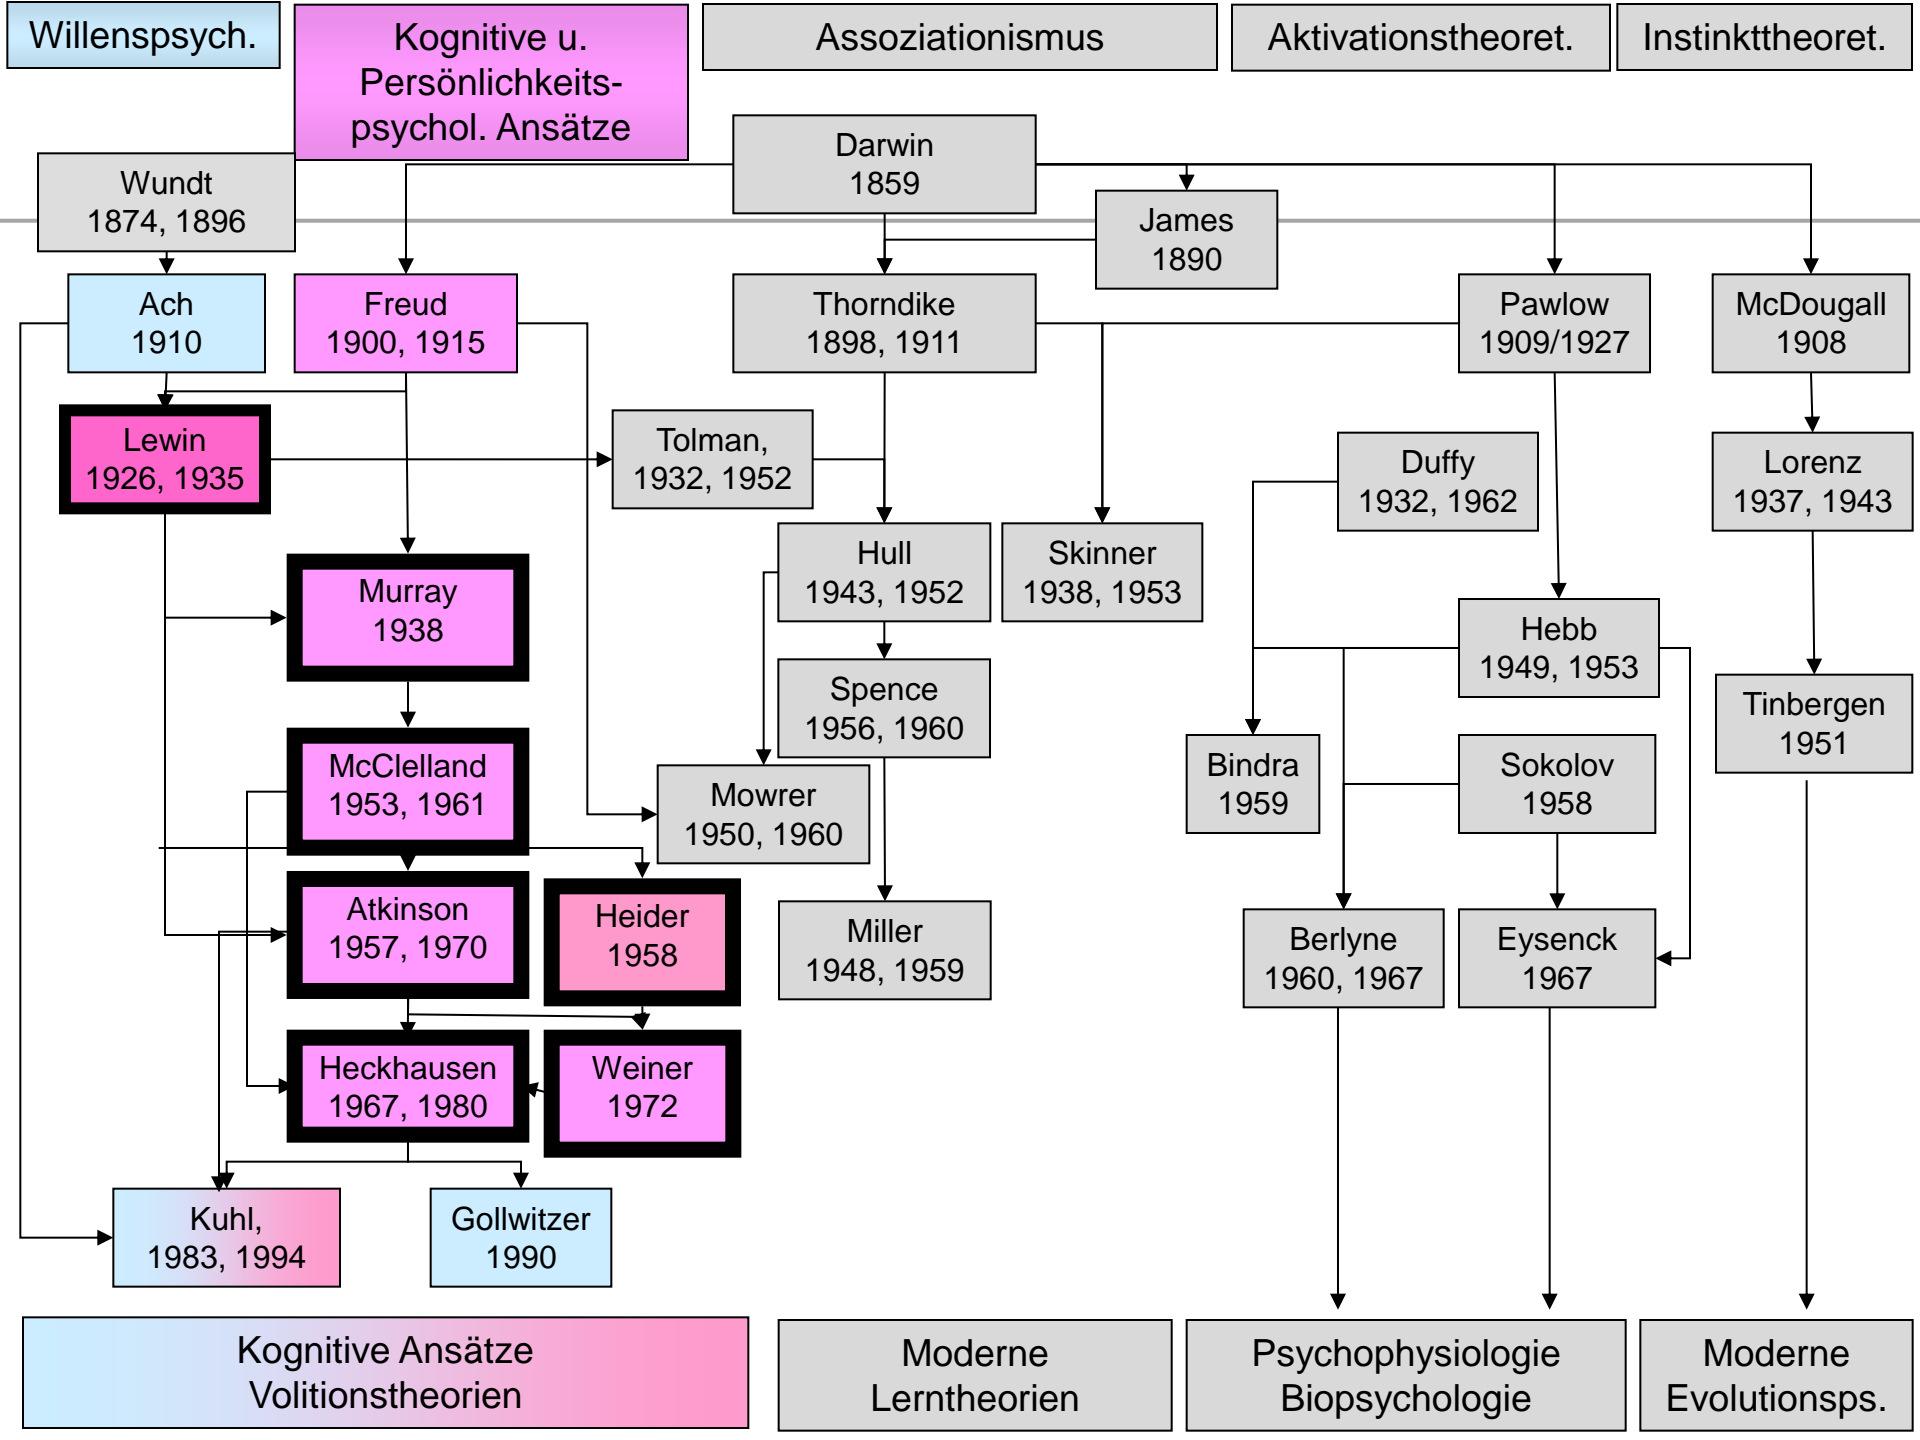 Willenspsych.
Kognitive u.
Persönlichkeits-
psychol. Ansätze
Assoziationismus
Aktivationstheoret.
Instinkttheoret.
Darwin
1859
Wundt
1874, 1896
James
1890
Ach
1910
Freud
1900, 1915
Thorndike
1898, 1911
Pawlow
1909/1927
McDougall
1908
Lewin
1926, 1935
Tolman,
1932, 1952
Duffy
1932, 1962
Lorenz
1937, 1943
Hull
1943, 1952
Skinner
1938, 1953
Murray
1938
Hebb
1949, 1953
Spence
1956, 1960
Tinbergen
1951
McClelland
1953, 1961
Mowrer
1950, 1960
Bindra
1959
Sokolov
1958
Atkinson
1957, 1970
Heider
1958
Miller
1948, 1959
Berlyne
1960, 1967
Eysenck
1967
Heckhausen
1967, 1980
Weiner
1972
Kuhl,
1983, 1994
Gollwitzer
1990
Kognitive Ansätze
Volitionstheorien
Moderne
Lerntheorien
Psychophysiologie
Biopsychologie
Moderne
Evolutionsps.